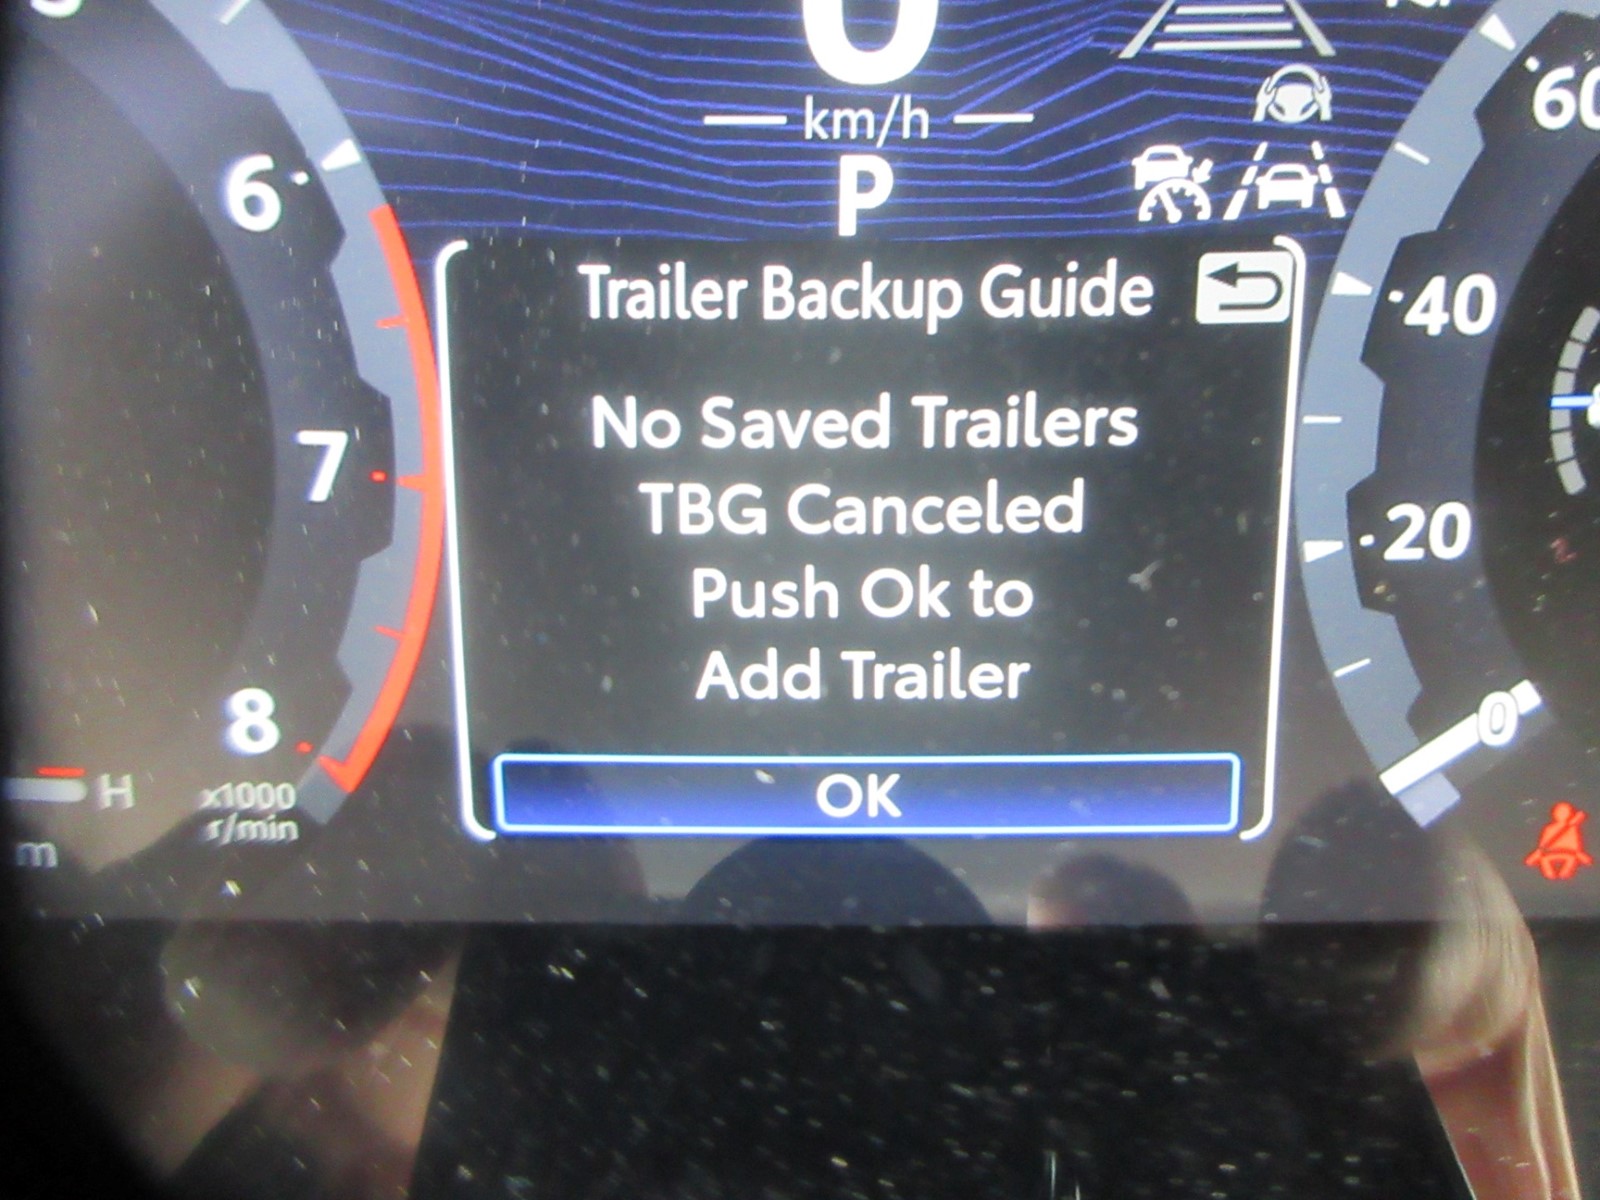 0
km/h
P
Trailer Backup Guide
No Saved Trailers
TBG Canceled
Push Ok to
Add Trailer
OK
6
7
8
x1000
r/min
H
m
60
40
20
0